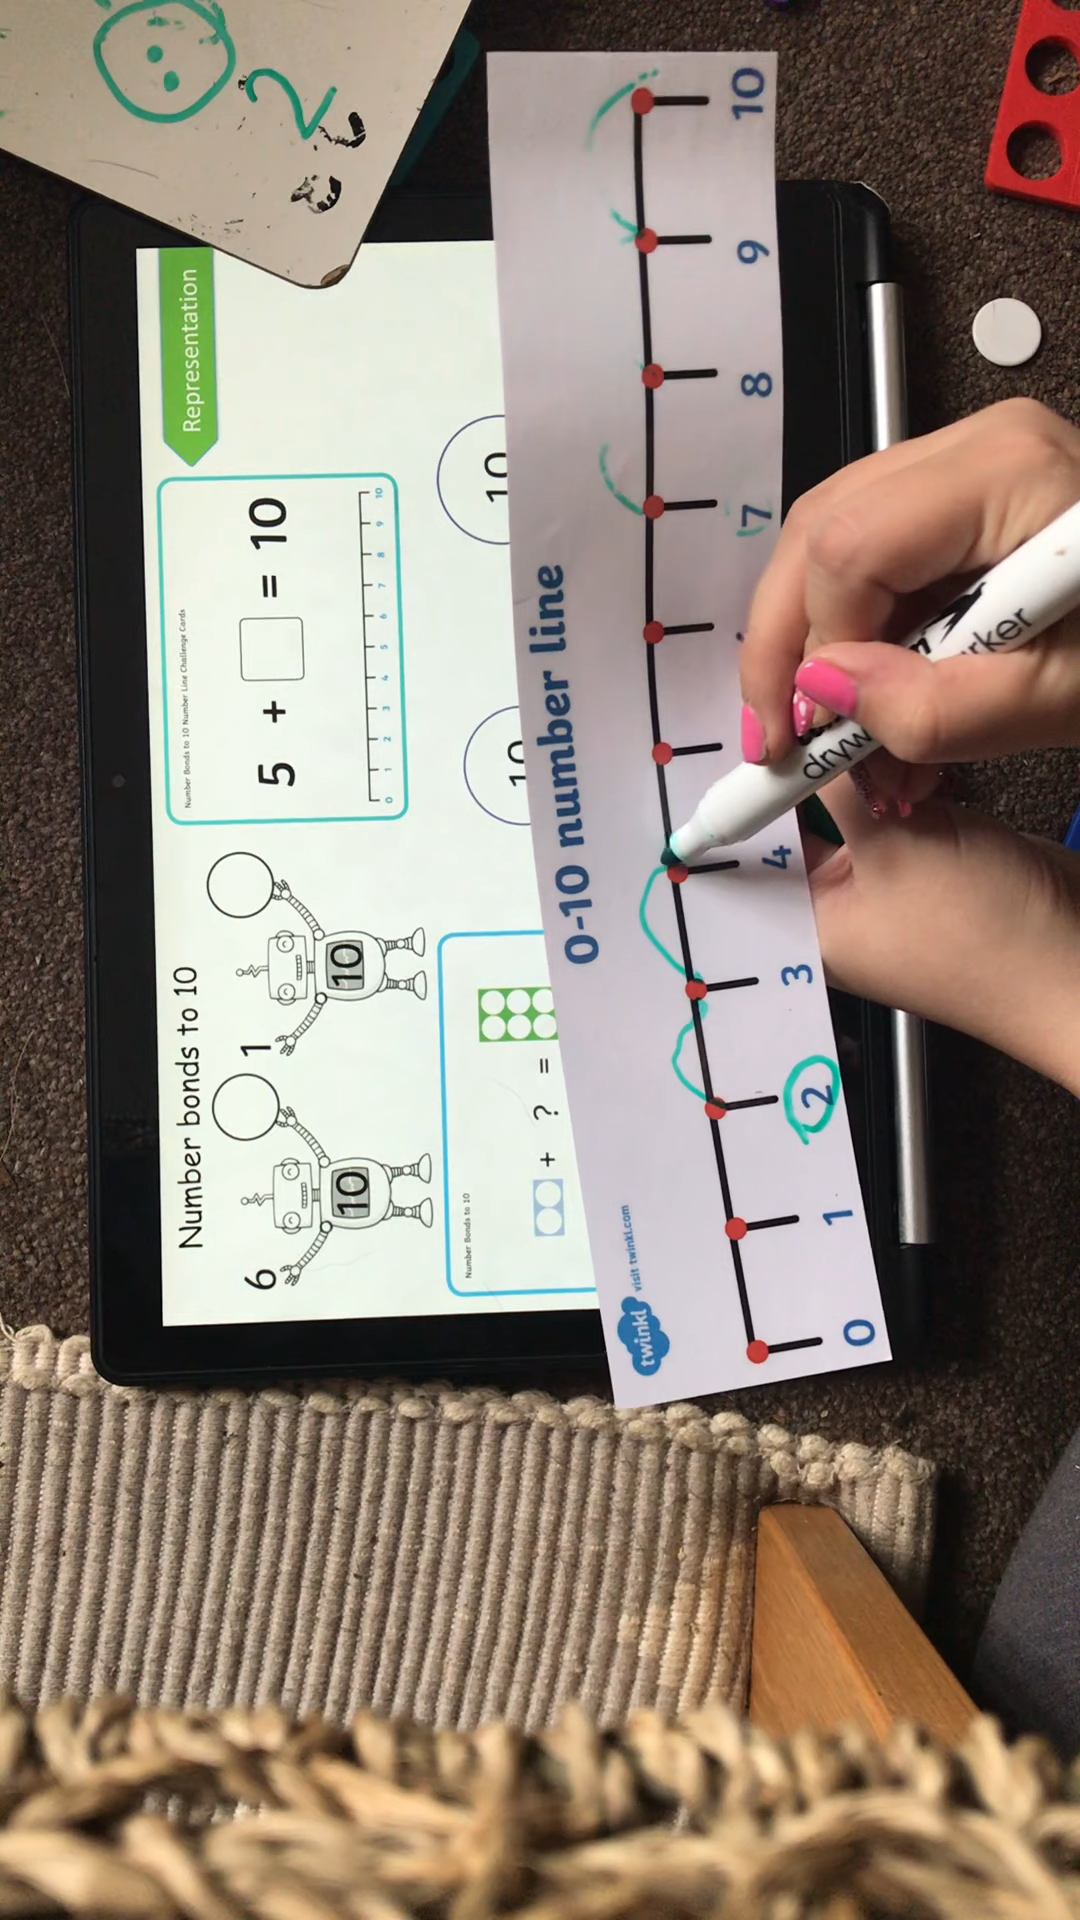 Number bonds to 10
Representation
6
10
1
10
Number Bonds to 10 Number Line Challenge Cards
5 + = 10
0 1 2 3 4 5 6 7 8 9 10
Number Bonds to 10
+ ? =
10
10
2
0-10 number line
twinkl visit twinkl.com
0 1 2 3 4 7 8 9 10